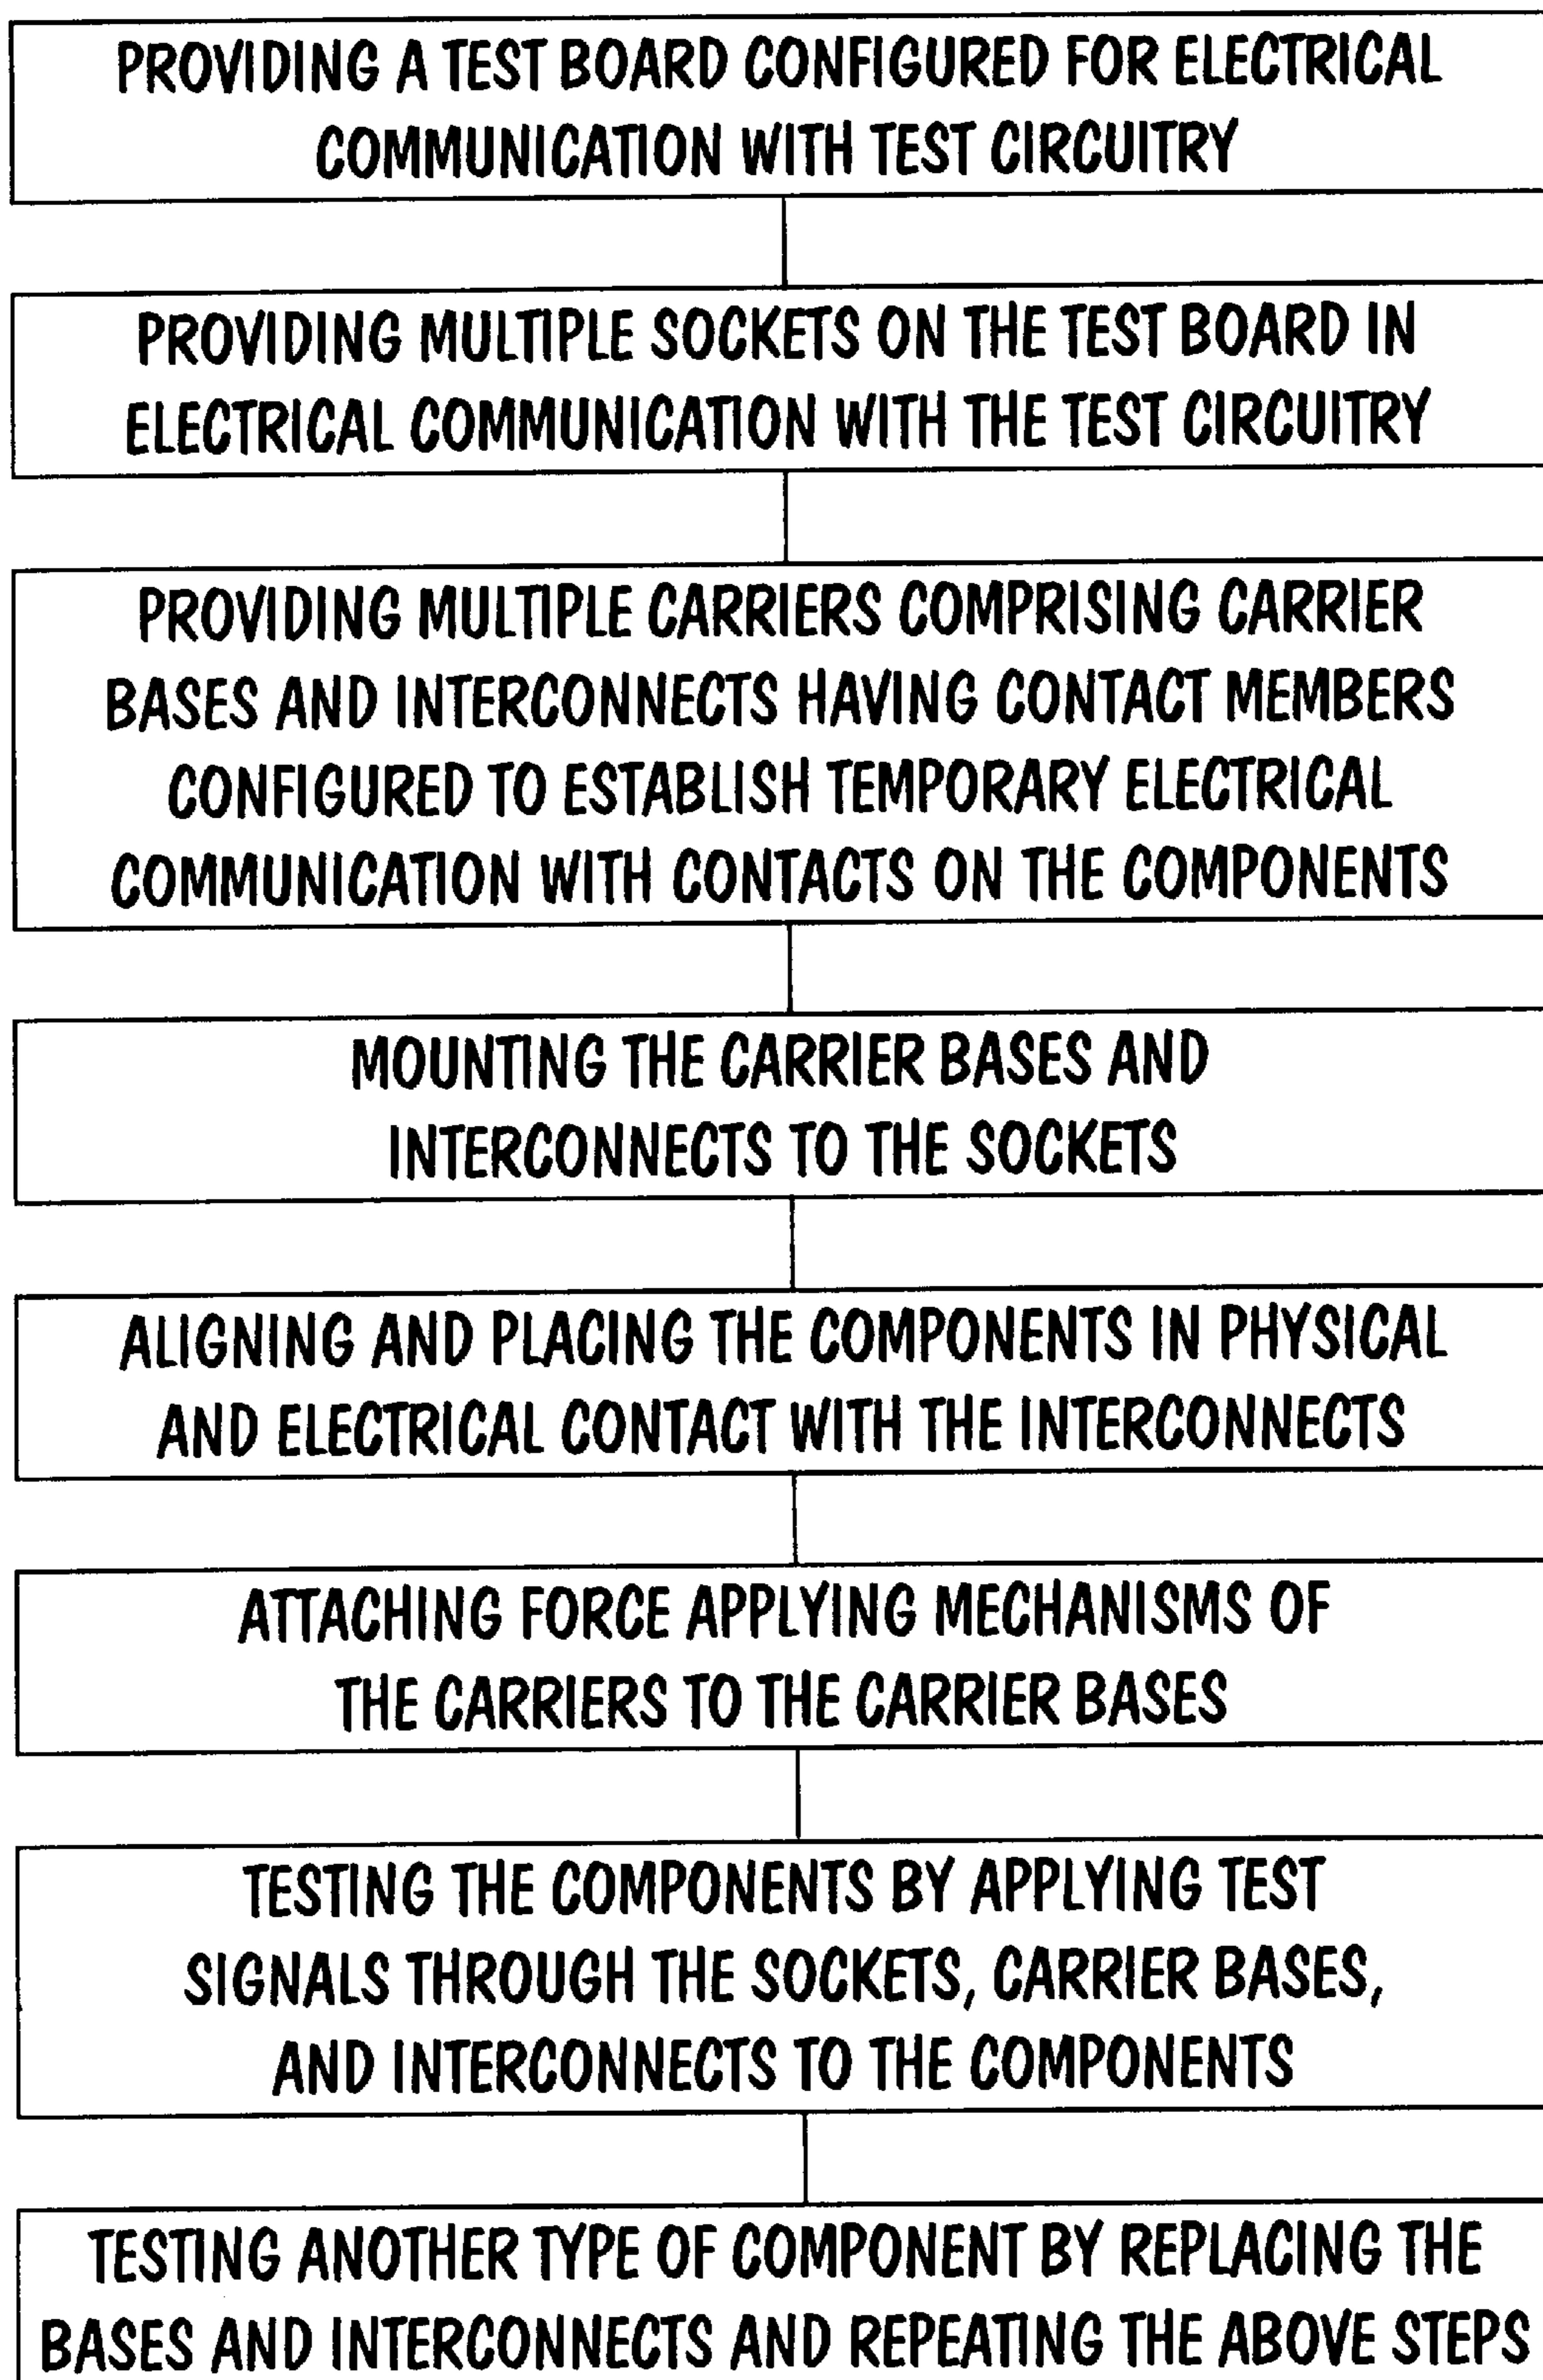 PROVIDING A TEST BOARD CONFIGURED FOR ELECTRICAL
COMMUNICATION WITH TEST CIRCUITRY
PROVIDING MULTIPLE SOCKETS ON THE TEST BOARD IN
ELECTRICAL COMMUNICATION WITH THE TEST CIRCUITRY
PROVIDING MULTIPLE CARRIERS COMPRISING CARRIER
BASES AND INTERCONNECTS HAVING CONTACT MEMBERS
CONFIGURED TO ESTABLISH TEMPORARY ELECTRICAL
COMMUNICATION WITH CONTACTS ON THE COMPONENTS
MOUNTING THE CARRIER BASES AND
INTERCONNECTS TO THE SOCKETS
ALIGNING AND PLACING THE COMPONENTS IN PHYSICAL
AND ELECTRICAL CONTACT WITH THE INTERCONNECTS
ATTACHING FORCE APPLYING MECHANISMS OF
THE CARRIERS TO THE CARRIER BASES
TESTING THE COMPONENTS BY APPLYING TEST
SIGNALS THROUGH THE SOCKETS, CARRIER BASES,
AND INTERCONNECTS TO THE COMPONENTS
TESTING ANOTHER TYPE OF COMPONENT BY REPLACING THE
BASES AND INTERCONNECTS AND REPEATING THE ABOVE STEPS